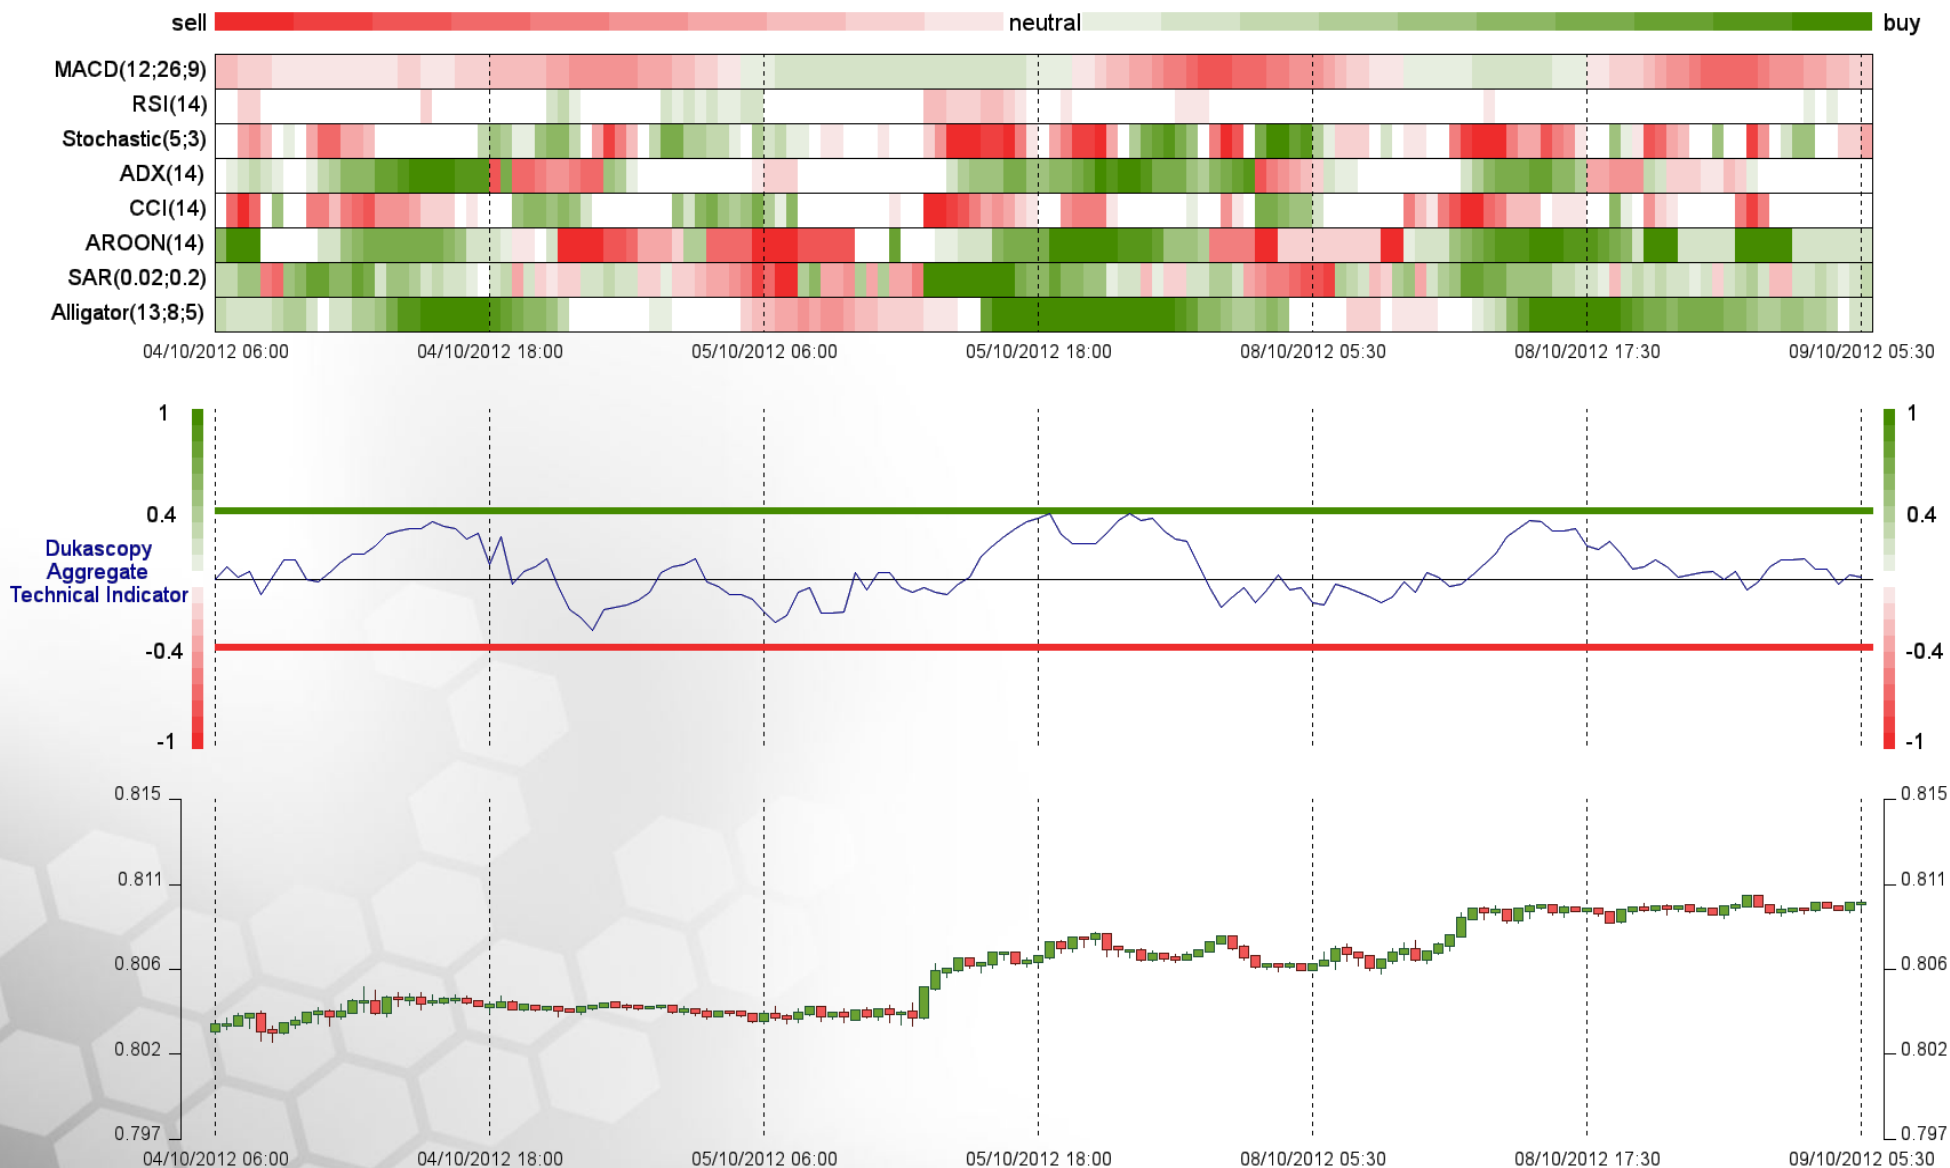 sell neutral buy
MACD(12;26;9)
RSI(14)
Stochastic(5;3)
ADX(14)
CCI(14)
AROON(14)
SAR(0.02;0.2)
Alligator(13;8;5)
04/10/2012 06:00 04/10/2012 18:00 05/10/2012 06:00 05/10/2012 18:00 08/10/2012 05:30 08/10/2012 17:30 09/10/2012 05:30
1 1
0.4 0.4
Dukascopy
Aggregate
Technical Indicator
-0.4 -0.4
-1 -1
0.815 0.815
0.811 0.811
0.806 0.806
0.802 0.802
0.797 0.797
04/10/2012 06:00 04/10/2012 18:00 05/10/2012 06:00 05/10/2012 18:00 08/10/2012 05:30 08/10/2012 17:30 09/10/2012 05:30